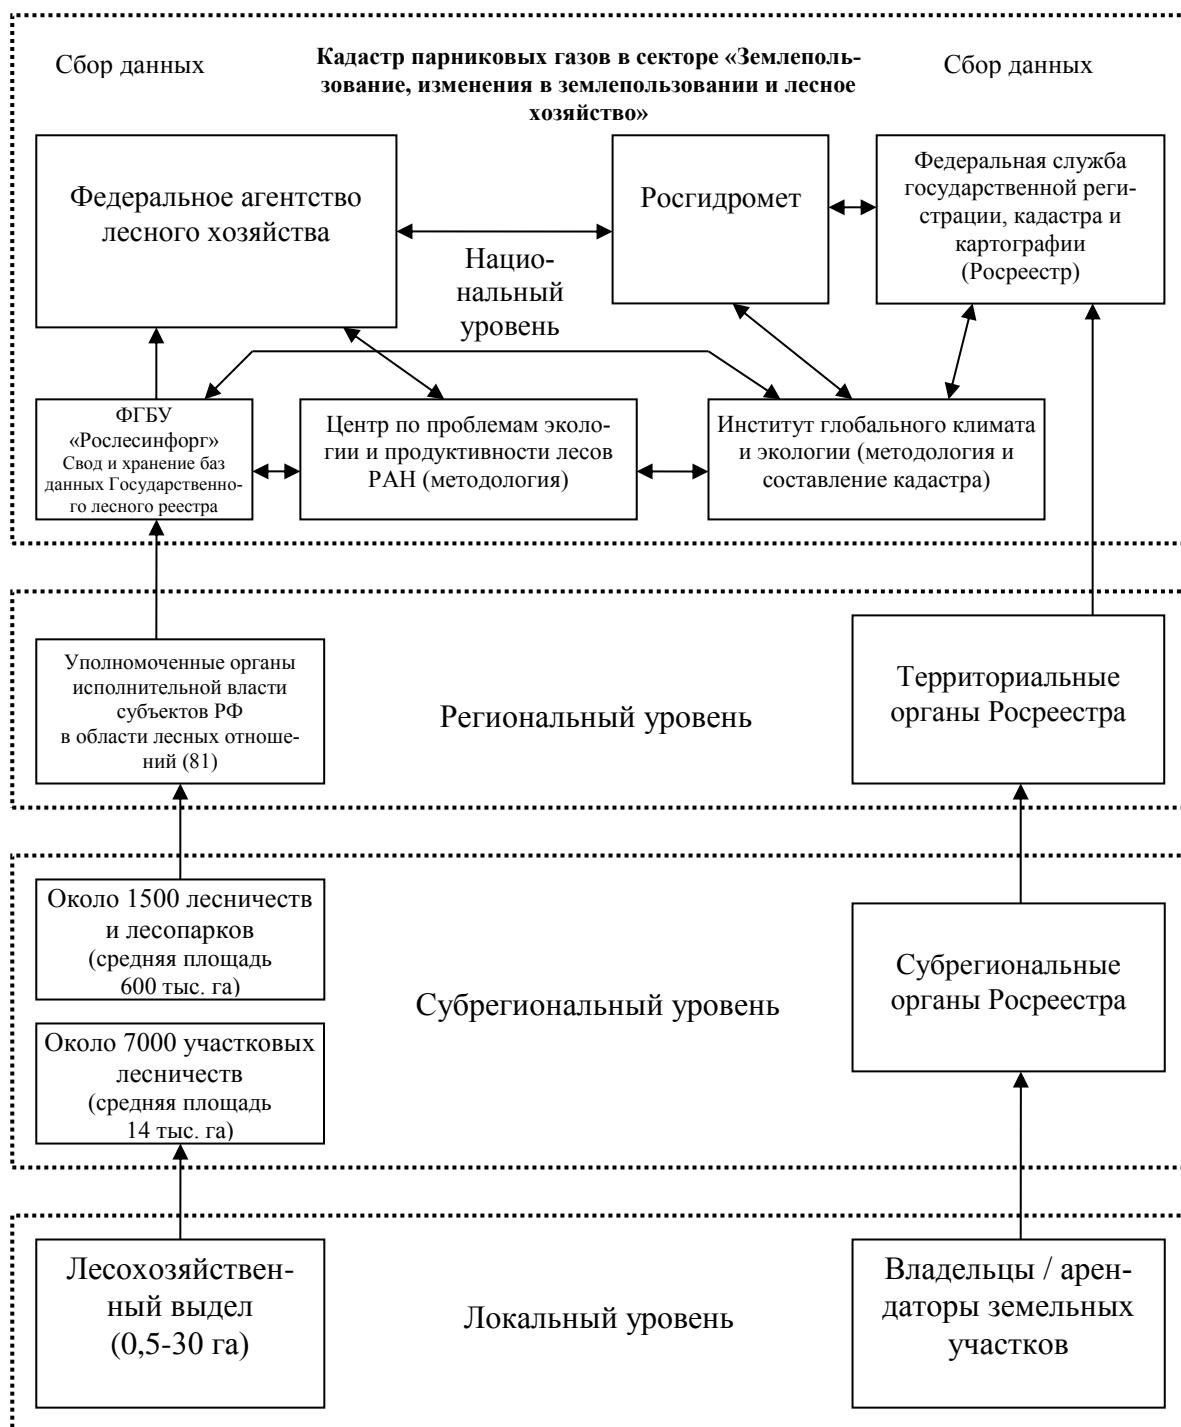 Сбор данных
Кадастр парниковых газов в секторе «Землеполь-
зование, изменения в землепользовании и лесное
хозяйство»
Сбор данных
Федеральное агентство
лесного хозяйства
Росгидромет
Федеральная служба
государственной реги-
страции, кадастра и
картографии
(Росреестр)
Нацио-
нальный
уровень
ФГБУ
«Рослесинфорг»
Свод и хранение баз
данных Государственно-
го лесного реестра
Центр по проблемам эколо-
гии и продуктивности лесов
РАН (методология)
Институт глобального климата
и экологии (методология и
составление кадастра)
Уполномоченные органы
исполнительной власти
субъектов РФ
в области лесных отноше-
ний (81)
Региональный уровень
Территориальные
органы Росреестра
Около 1500 лесничеств
и лесопарков
(средняя площадь
600 тыс. га)
Субрегиональный уровень
Субрегиональные
органы Росреестра
Около 7000 участковых
лесничеств
(средняя площадь
14 тыс. га)
Лесохозяйствен-
ный выдел
(0,5-30 га)
Локальный уровень
Владельцы / арен-
даторы земельных
участков